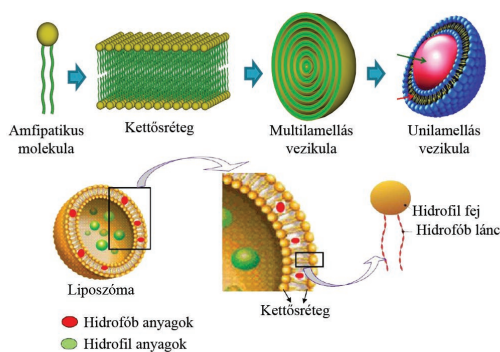 Amfipatikus
molekula
Kettősréteg
Multilamellás
vezikula
Unilamellás
vezikula
Hidrofil fej
Hidrofób lánc
Liposzóma
Kettősréteg
Hidrofób anyagok
Hidrofil anyagok